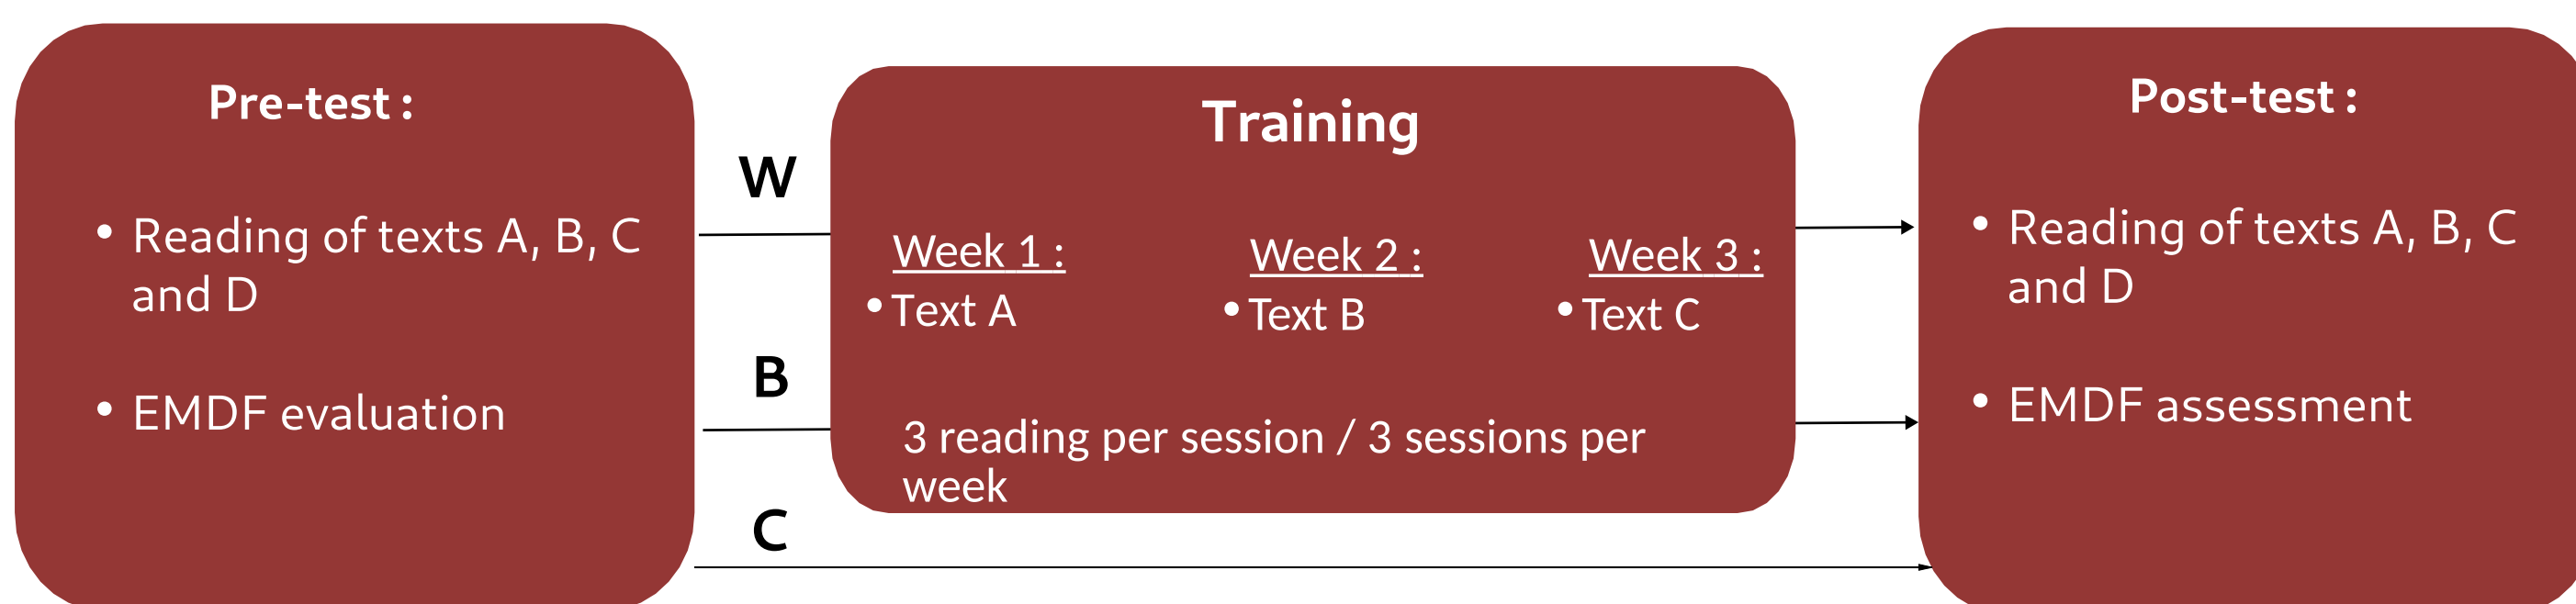 Pre-test :
• Reading of texts A, B, C
and D
• EMDF evaluation
W
B
C
Training
Week 1 :
• Text A
Week 2 :
• Text B
Week 3 :
• Text C
3 reading per session / 3 sessions per
week
Post-test :
• Reading of texts A, B, C
and D
• EMDF assessment